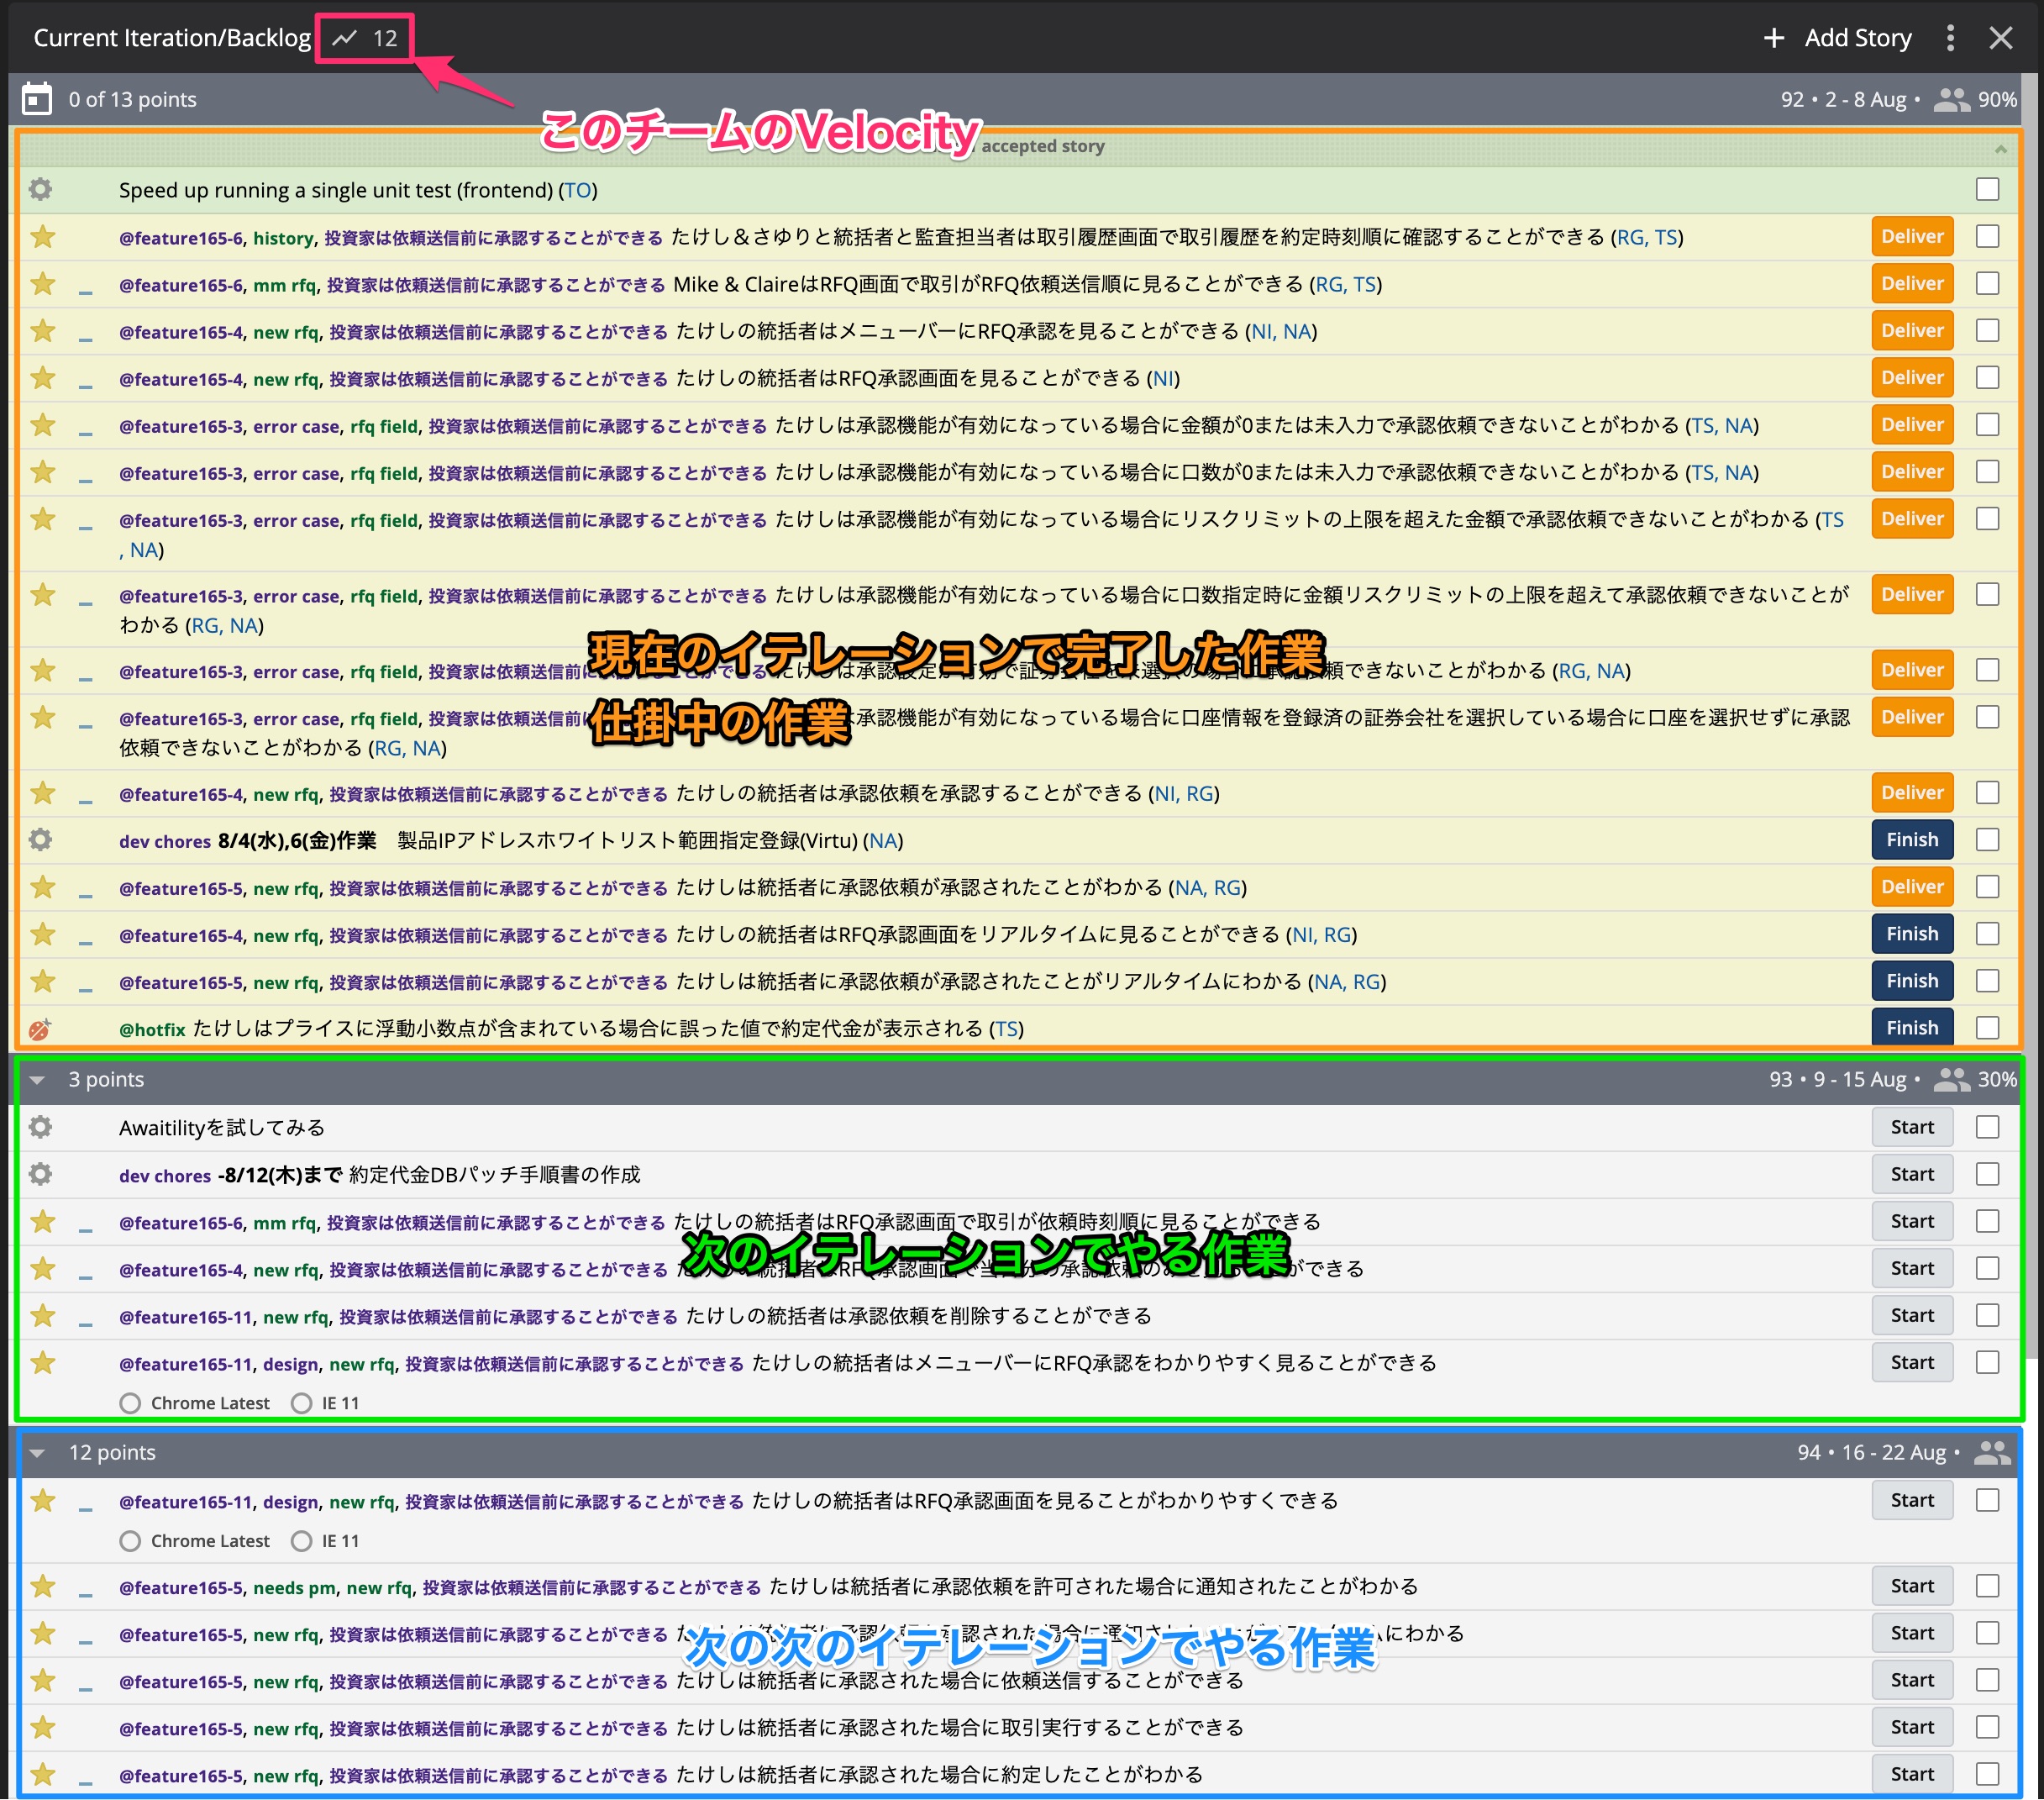 Current Iteration/Backlog 12 + Add Story
0 of 13 points 92 • 2 - 8 Aug • 90%
このチームのVelocity
accepted story
Speed up running a single unit test (frontend) (TO)
@feature165-6, history, 投資家は依頼送信前に承認することができる たけし＆さゆりと統括者と監査担当者は取引履歴画面で取引履歴を約定時刻順に確認することができる (RG, TS) Deliver
@feature165-6, mm rfq, 投資家は依頼送信前に承認することができる Mike & ClaireはRFQ画面で取引がRFQ依頼送信順に見ることができる (RG, TS) Deliver
@feature165-4, new rfq, 投資家は依頼送信前に承認することができる たけしの統括者はメニューバーにRFQ承認を見ることができる (NI, NA) Deliver
@feature165-4, new rfq, 投資家は依頼送信前に承認することができる たけしの統括者はRFQ承認画面を見ることができる (NI) Deliver
@feature165-3, error case, rfq field, 投資家は依頼送信前に承認することができる たけしは承認機能が有効になっている場合に金額が0または未入力で承認依頼できないことがわかる (TS, NA) Deliver
@feature165-3, error case, rfq field, 投資家は依頼送信前に承認することができる たけしは承認機能が有効になっている場合に口数が0または未入力で承認依頼できないことがわかる (TS, NA) Deliver
@feature165-3, error case, rfq field, 投資家は依頼送信前に承認することができる たけしは承認機能が有効になっている場合にリスクリミットの上限を超えた金額で承認依頼できないことがわかる (TS Deliver
, NA)
@feature165-3, error case, rfq field, 投資家は依頼送信前に承認することができる たけしは承認機能が有効になっている場合に口数指定時に金額リスクリミットの上限を超えて承認依頼できないことが Deliver
わかる (RG, NA)
現在のイテレーションで完了した作業
@feature165-3, error case, rfq field, 投資家は依頼送信前に承認することができる できないことがわかる (RG, NA) Deliver
仕掛中の作業
@feature165-3, error case, rfq field, 投資家は依頼 承認機能が有効になっている場合に口座情報を登録済の証券会社を選択している場合に口座を選択せずに承認 Deliver
依頼できないことがわかる (RG, NA)
@feature165-4, new rfq, 投資家は依頼送信前に承認することができる たけしの統括者は承認依頼を承認することができる (NI, RG) Deliver
dev chores 8/4(水),6(金)作業　製品IPアドレスホワイトリスト範囲指定登録(Virtu) (NA) Finish
@feature165-5, new rfq, 投資家は依頼送信前に承認することができる たけしは統括者に承認依頼が承認されたことがわかる (NA, RG) Deliver
@feature165-4, new rfq, 投資家は依頼送信前に承認することができる たけしの統括者はRFQ承認画面をリアルタイムに見ることができる (NI, RG) Finish
@feature165-5, new rfq, 投資家は依頼送信前に承認することができる たけしは統括者に承認依頼が承認されたことがリアルタイムにわかる (NA, RG) Finish
@hotfix たけしはプライスに浮動小数点が含まれている場合に誤った値で約定代金が表示される (TS) Finish
3 points 93 • 9 - 15 Aug • 30%
Awaitilityを試してみる Start
dev chores -8/12(木)まで 約定代金DBパッチ手順書の作成 Start
@feature165-6, mm rfq, 投資家は依頼送信前に承認することができる たけしの統括者はRFQ承認画面で取引が依頼時刻順に見ることができる Start
次のイテレーションでやる作業
@feature165-4, new rfq, 投資家は依頼送信前に承認することができる ができる Start
@feature165-11, new rfq, 投資家は依頼送信前に承認することができる たけしの統括者は承認依頼を削除することができる Start
@feature165-11, design, new rfq, 投資家は依頼送信前に承認することができる たけしの統括者はメニューバーにRFQ承認をわかりやすく見ることができる Start
Chrome Latest IE 11
12 points 94 • 16 - 22 Aug •
@feature165-11, design, new rfq, 投資家は依頼送信前に承認することができる たけしの統括者はRFQ承認画面を見ることがわかりやすくできる Start
Chrome Latest IE 11
@feature165-5, needs pm, new rfq, 投資家は依頼送信前に承認することができる たけしは統括者に承認依頼を許可された場合に通知されたことがわかる Start
@feature165-5, new rfq, 投資家は依頼送信前に承認することができる にわかる Start
次の次のイテレーションでやる作業
@feature165-5, new rfq, 投資家は依頼送信前に承認することができる たけしは統括者に承認された場合に依頼送信することができる Start
@feature165-5, new rfq, 投資家は依頼送信前に承認することができる たけしは統括者に承認された場合に取引実行することができる Start
@feature165-5, new rfq, 投資家は依頼送信前に承認することができる たけしは統括者に承認された場合に約定したことがわかる Start